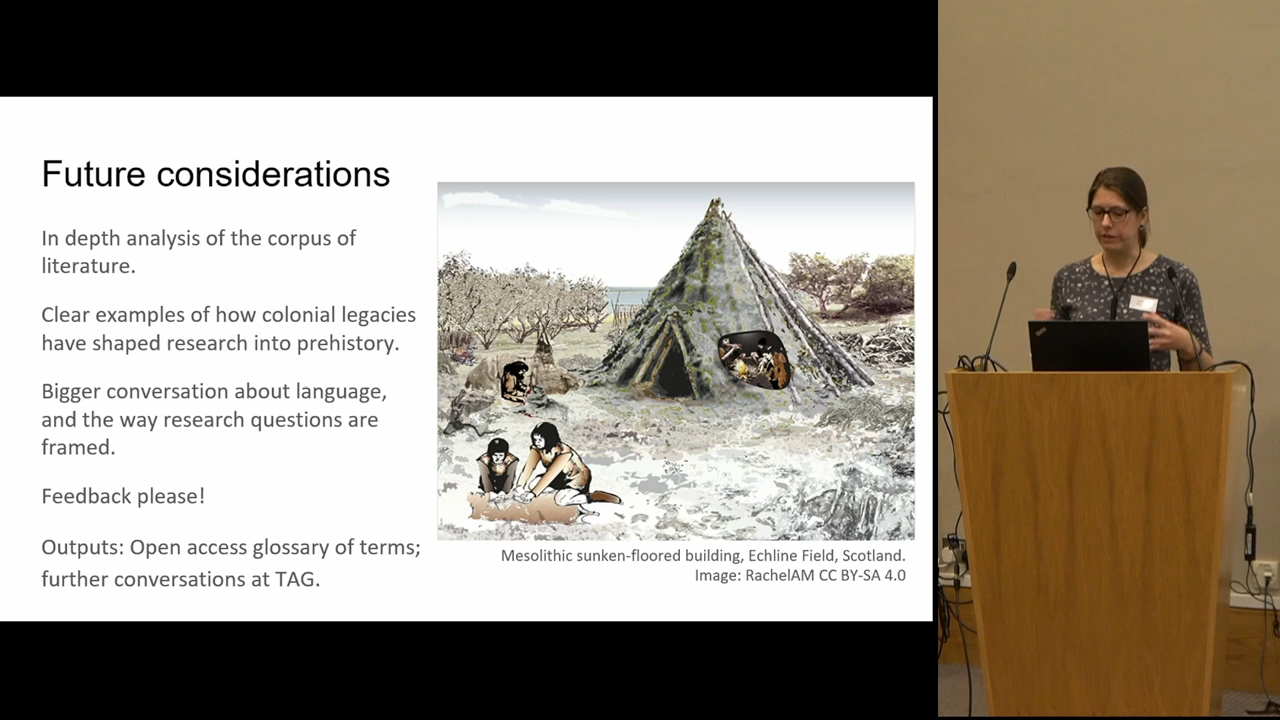 Future considerations
In depth analysis of the corpus of
literature.
Clear examples of how colonial legacies
have shaped research into prehistory.
Bigger conversation about language,
and the way research questions are
framed.
Feedback please!
Outputs: Open access glossary of terms;
further conversations at TAG.
Mesolithic sunken-floored building, Echline Field, Scotland.
Image: RachelAM CC BY-SA 4.0